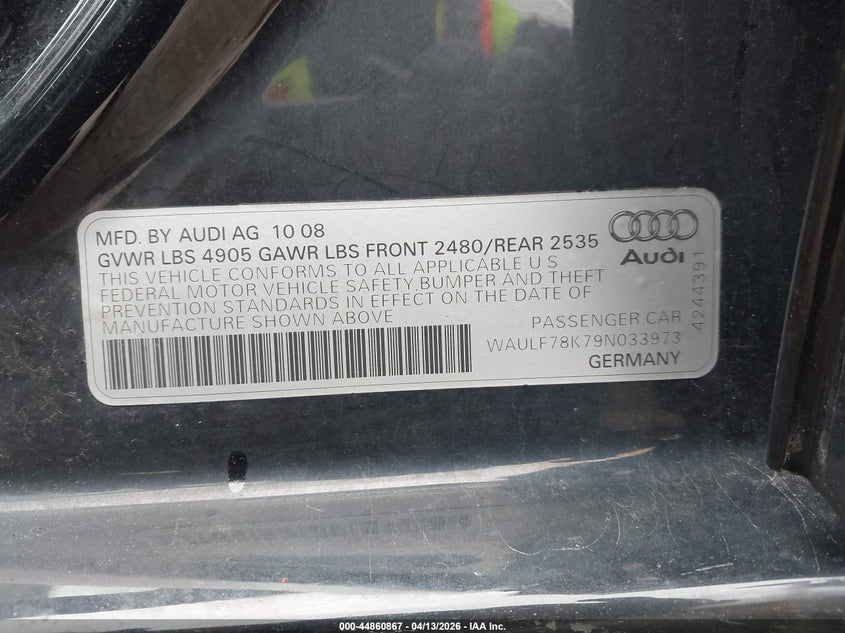 MFD. BY AUDI AG 10 08
GVWR LBS 4905 GAWR LBS FRONT 2480/REAR 2535
THIS VEHICLE CONFORMS TO ALL APPLICABLE U S
FEDERAL MOTOR VEHICLE SAFETY, BUMPER AND THEFT
PREVENTION STANDARDS IN EFFECT ON THE DATE OF
MANUFACTURE SHOWN ABOVE
PASSENGER CAR
WAULF78K79N033973
GERMANY
Audi
4244391
000-44860867 - 04/13/2026 - IAA Inc.